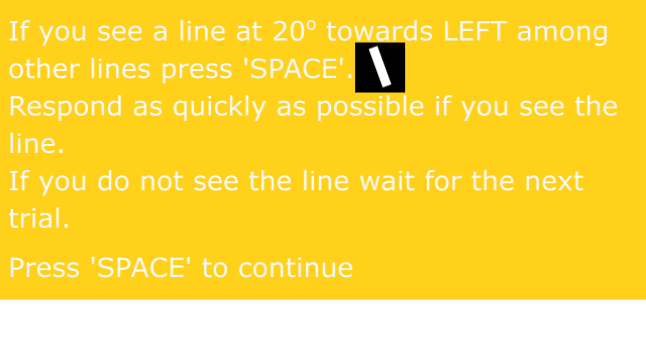 If you see a line at 20º towards LEFT among
other lines press 'SPACE'.
Respond as quickly as possible if you see the
line.
If you do not see the line wait for the next
trial.
Press 'SPACE' to continue